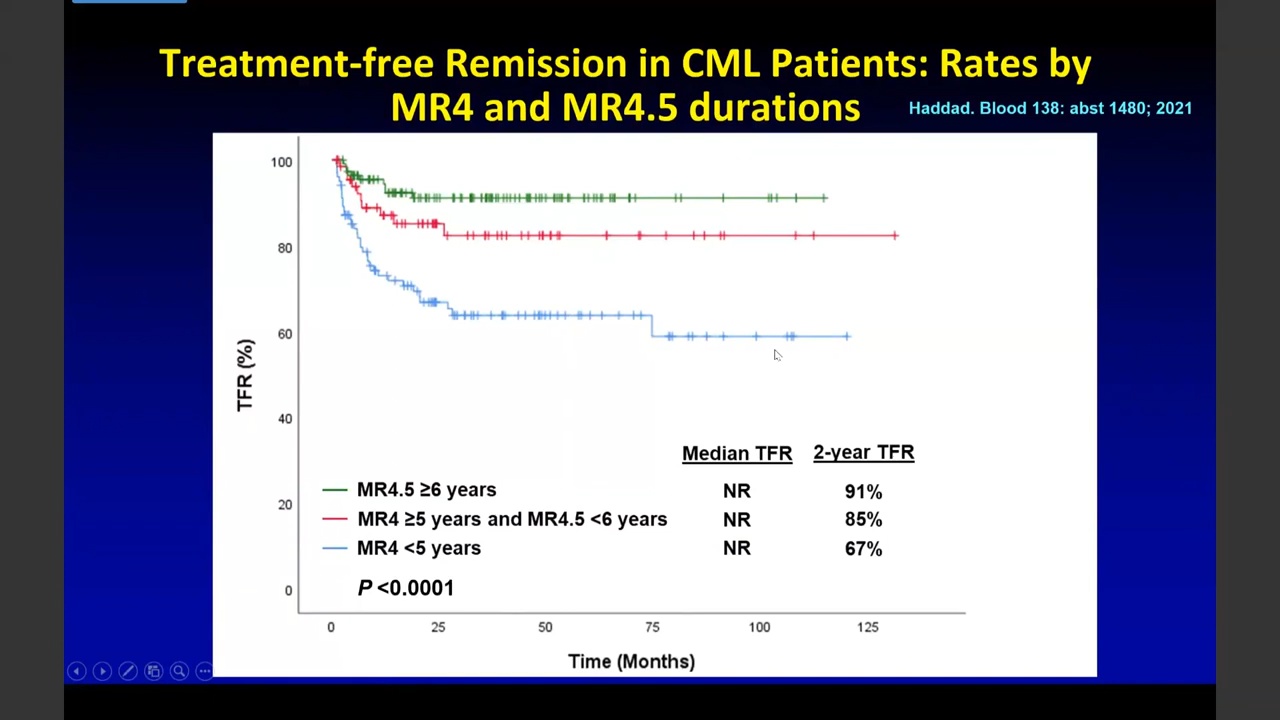 Treatment-free Remission in CML Patients: Rates by
MR4 and MR4.5 durations
Haddad. Blood 138: abst 1480; 2021
100
80
60
40
20
0
TFR (%)
Median TFR 2-year TFR
MR4.5 ≥6 years NR 91%
MR4 ≥5 years and MR4.5 <6 years NR 85%
MR4 <5 years NR 67%
P <0.0001
0 25 50 75 100 125
Time (Months)